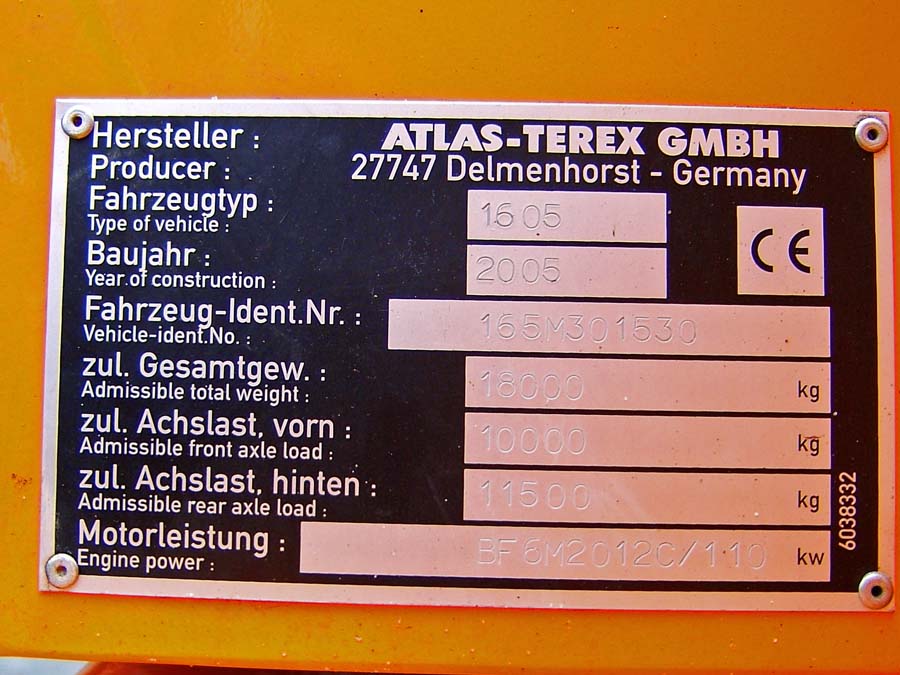 Hersteller : ATLAS-TEREX GMBH
Producer : 27747 Delmenhorst - Germany
Fahrzeugtyp : 1605
Type of vehicle :
CE
Baujahr : 2005
Year of construction :
Fahrzeug-Ident.Nr. : 165M301530
Vehicle-ident.No. :
zul. Gesamtgew. : 18000 kg
Admissible total weight :
zul. Achslast, vorn : 10000 kg
Admissible front axle load :
zul. Achslast, hinten : 11500 kg
Admissible rear axle load :
Motorleistung : BF6M2012C/110 kw
Engine power :
6038332